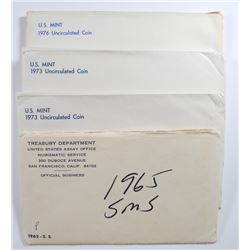 U.S. MINT
1976 Uncirculated Coin
U.S. MINT
1973 Uncirculated Coin
U.S. MINT
1973 Uncirculated Coin
TREASURY DEPARTMENT
UNITED STATES ASSAY OFFICE
NUMISMATIC SERVICE
350 DUBOCE AVENUE
SAN FRANCISCO, CALIF. 94102
OFFICIAL BUSINESS
1965
SMS
P
1965 - S. S.